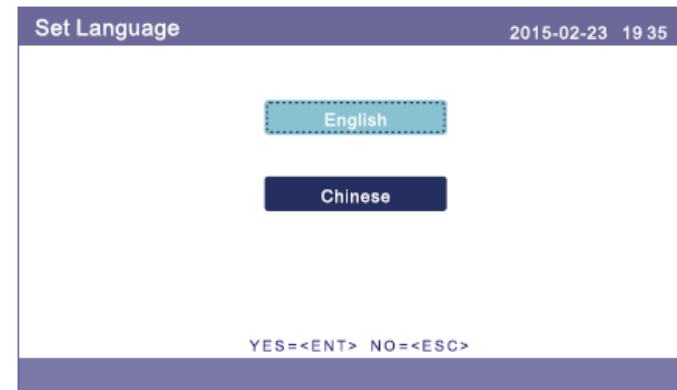 Set Language 2015-02-23 19 35
English
Chinese
YES=<ENT> NO=<ESC>